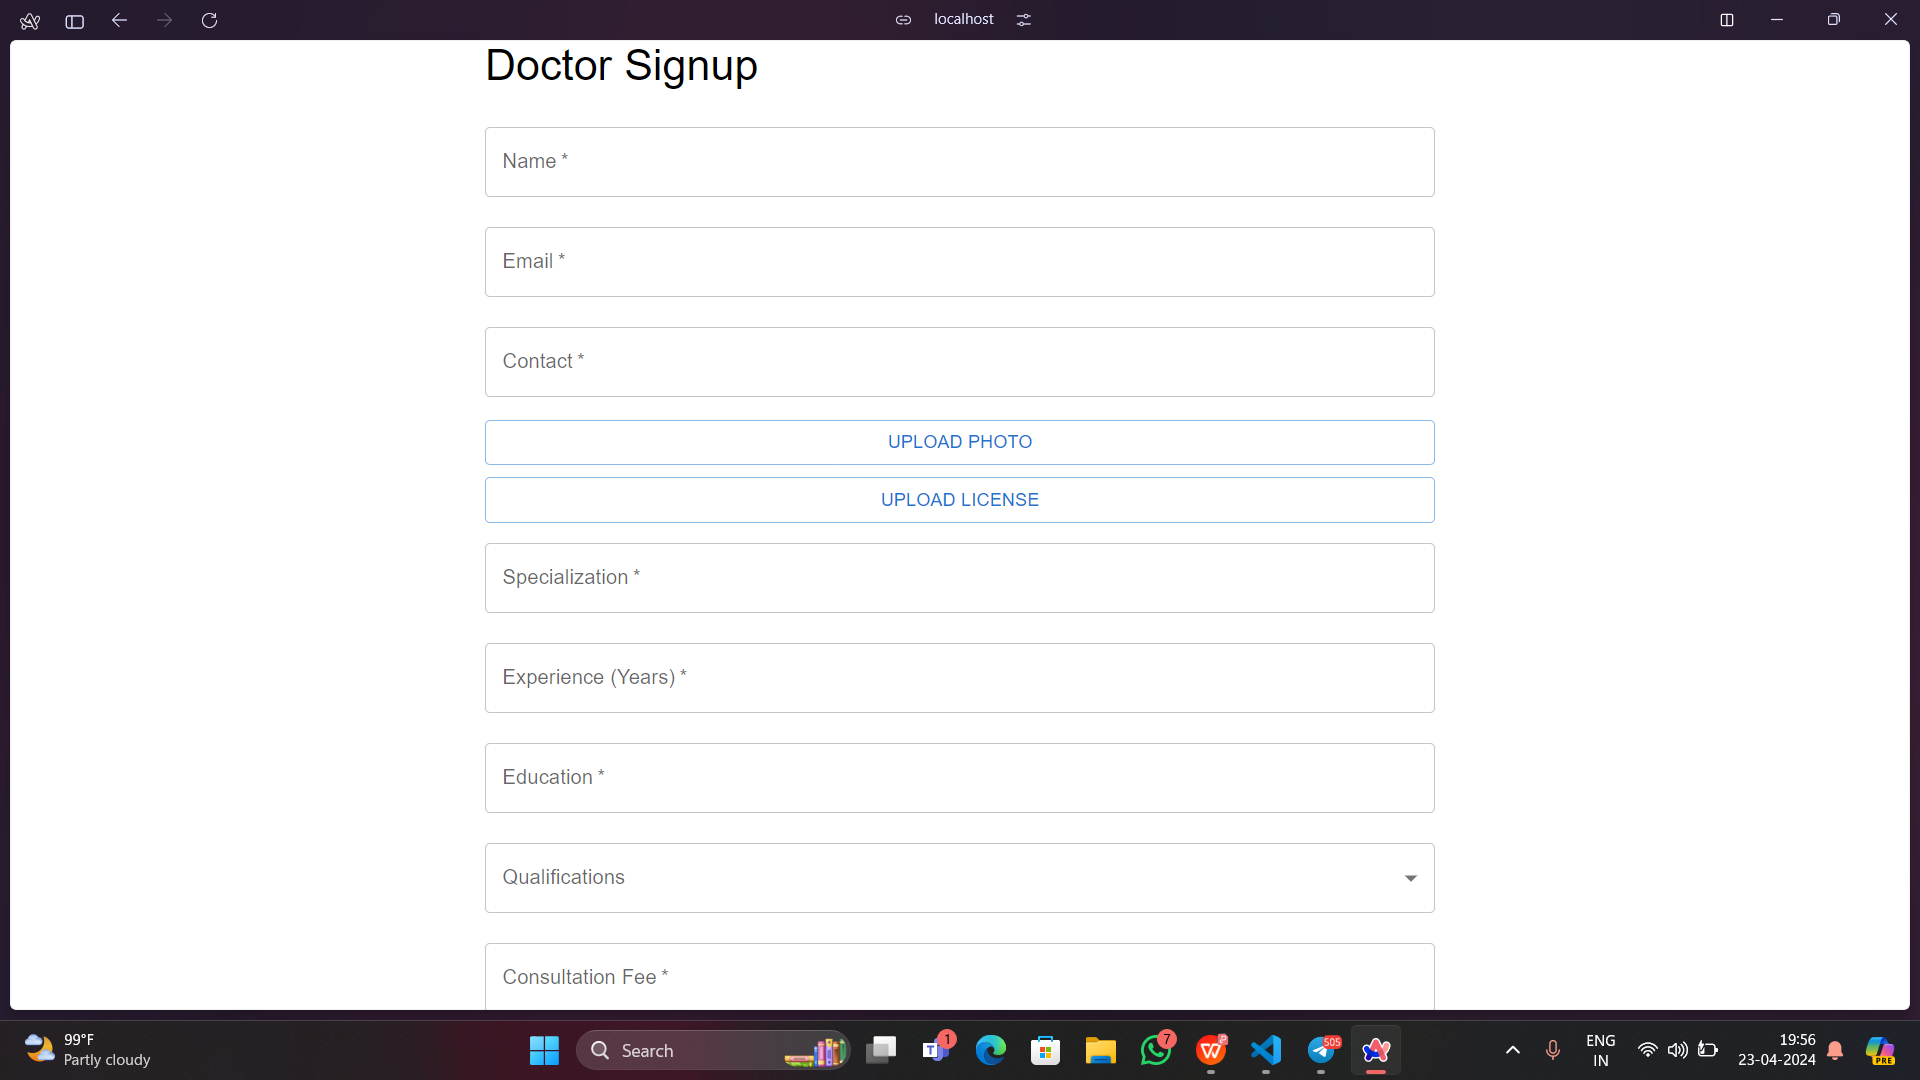 localhost
Doctor Signup
Name *
Email *
Contact *
UPLOAD PHOTO
UPLOAD LICENSE
Specialization *
Experience (Years) *
Education *
Qualifications
Consultation Fee *
99°F
Partly cloudy
Search
1
7
505
ENG
IN
19:56
23-04-2024
PRE